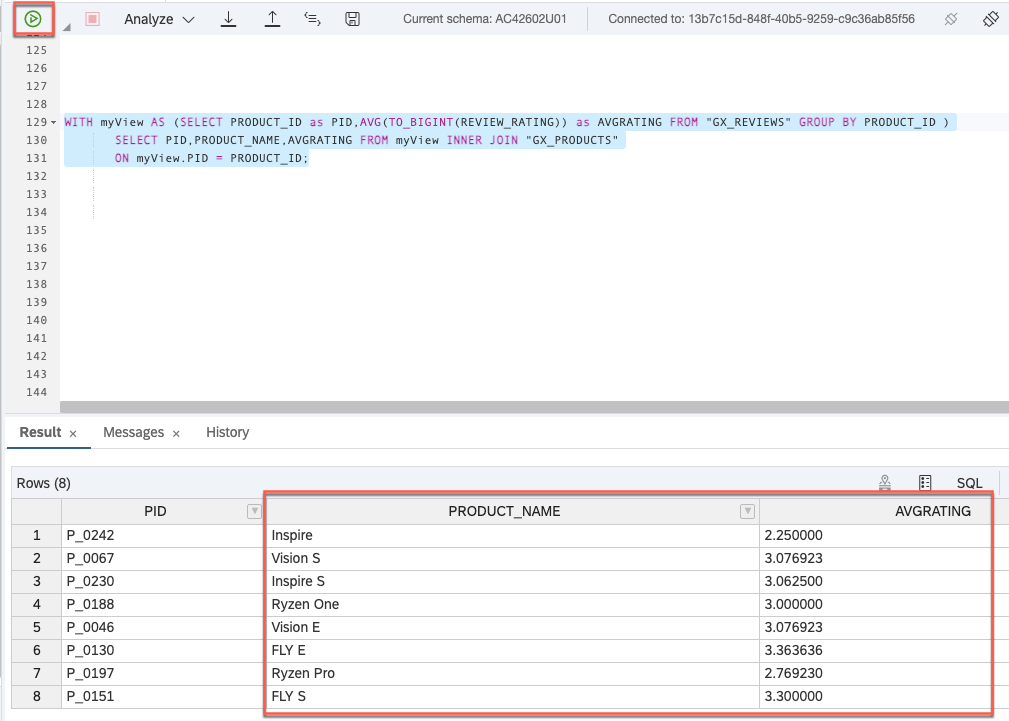 Analyze Current schema: AC42602U01 Connected to: 13b7c15d-848f-40b5-9259-c9c36ab85f56
125
126
127
128
129 WITH myView AS (SELECT PRODUCT_ID as PID,AVG(TO_BIGINT(REVIEW_RATING)) as AVGRATING FROM "GX_REVIEWS" GROUP BY PRODUCT_ID )
130 SELECT PID,PRODUCT_NAME,AVGRATING FROM myView INNER JOIN "GX_PRODUCTS"
131 ON myView.PID = PRODUCT_ID;
132
133
134
135
136
137
138
139
140
141
142
143
144
Result × Messages × History
Rows (8) SQL
PID PRODUCT_NAME AVGRATING
1 P_0242 Inspire 2.250000
2 P_0067 Vision S 3.076923
3 P_0230 Inspire S 3.062500
4 P_0188 Ryzen One 3.000000
5 P_0046 Vision E 3.076923
6 P_0130 FLY E 3.363636
7 P_0197 Ryzen Pro 2.769230
8 P_0151 FLY S 3.300000